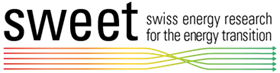 sweet
swiss energy research
for the energy transition